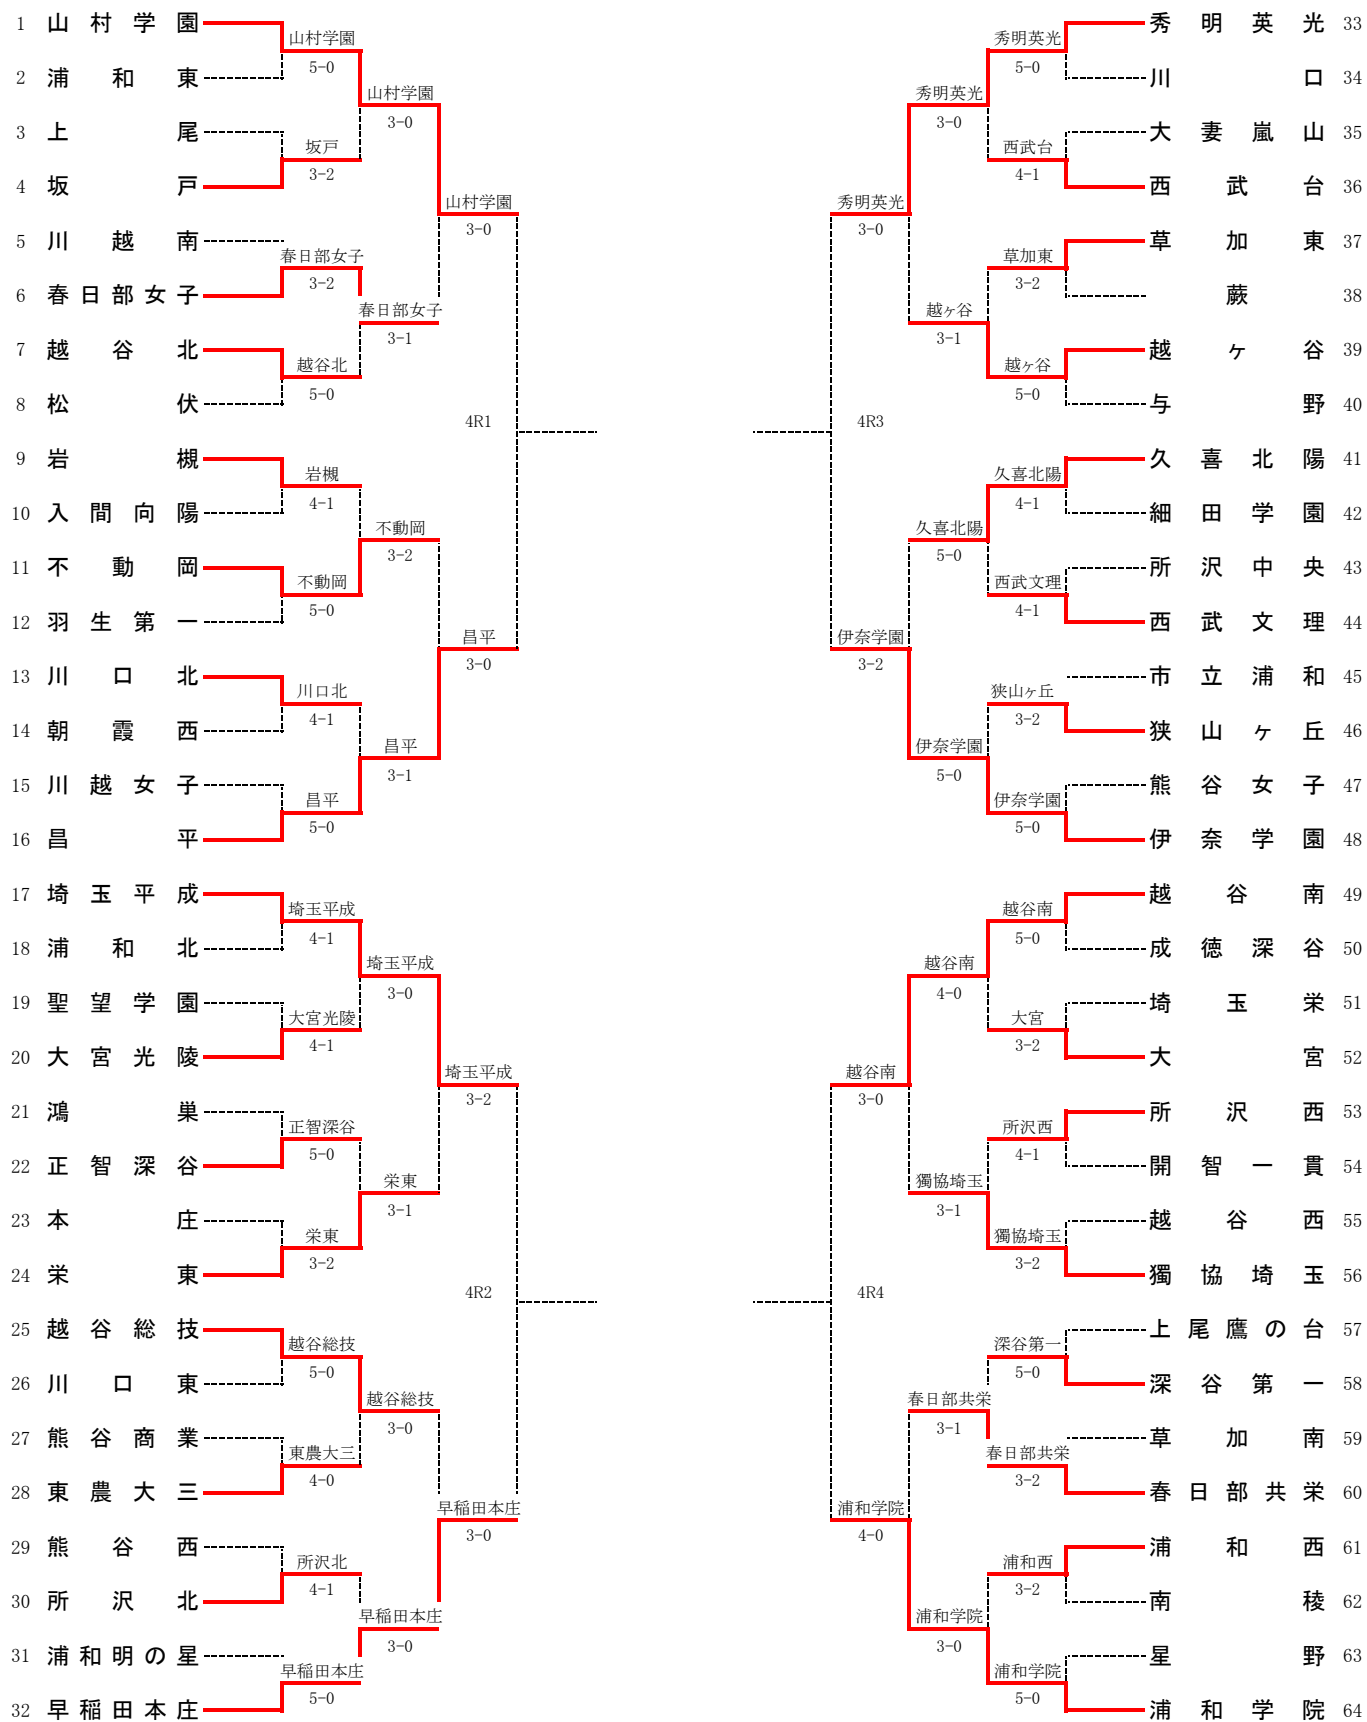 1 山村学園
2 浦和東
3 上尾
4 坂戸
5 川越南
6 春日部女子
7 越谷北
8 松伏
9 岩槻
10 入間向陽
11 不動岡
12 羽生第一
13 川口北
14 朝霞西
15 川越女子
16 昌平
17 埼玉平成
18 浦和北
19 聖望学園
20 大宮光陵
21 鴻巣
22 正智深谷
23 本庄
24 栄東
25 越谷総技
26 川口東
27 熊谷商業
28 東農大三
29 熊谷西
30 所沢北
31 浦和明の星
32 早稲田本庄
山村学園
5-0
坂戸
3-2
春日部女子
3-2
越谷北
5-0
岩槻
4-1
不動岡
5-0
川口北
4-1
昌平
5-0
埼玉平成
4-1
大宮光陵
4-1
正智深谷
5-0
栄東
3-2
越谷総技
5-0
東農大三
4-0
所沢北
4-1
早稲田本庄
5-0
山村学園
3-0
春日部女子
3-1
不動岡
3-2
昌平
3-1
埼玉平成
3-0
栄東
3-1
越谷総技
3-0
早稲田本庄
3-0
山村学園
3-0
昌平
3-0
埼玉平成
3-2
早稲田本庄
3-0
4R1
4R2
4R3
4R4
秀明英光
3-0
伊奈学園
3-2
越谷南
3-0
浦和学院
4-0
秀明英光
3-0
越ヶ谷
3-1
久喜北陽
5-0
伊奈学園
5-0
越谷南
4-0
獨協埼玉
3-1
春日部共栄
3-1
浦和学院
3-0
秀明英光
5-0
西武台
4-1
草加東
3-2
越ヶ谷
5-0
久喜北陽
4-1
西武文理
4-1
狭山ヶ丘
3-2
伊奈学園
5-0
越谷南
5-0
大宮
3-2
所沢西
4-1
獨協埼玉
3-2
深谷第一
5-0
春日部共栄
3-2
浦和西
3-2
浦和学院
5-0
秀明英光 33
川口 34
大妻嵐山 35
西武台 36
草加東 37
蕨 38
越ヶ谷 39
与野 40
久喜北陽 41
細田学園 42
所沢中央 43
西武文理 44
市立浦和 45
狭山ヶ丘 46
熊谷女子 47
伊奈学園 48
越谷南 49
成徳深谷 50
埼玉栄 51
大宮 52
所沢西 53
開智一貫 54
越谷西 55
獨協埼玉 56
上尾鷹の台 57
深谷第一 58
草加南 59
春日部共栄 60
浦和西 61
南稜 62
星野 63
浦和学院 64